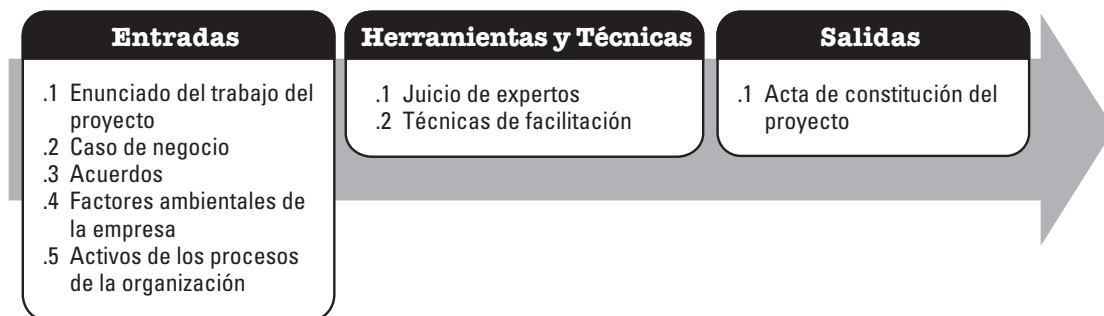 Entradas
.1 Enunciado del trabajo del
proyecto
.2 Caso de negocio
.3 Acuerdos
.4 Factores ambientales de
la empresa
.5 Activos de los procesos
de la organización
Herramientas y Técnicas
.1 Juicio de expertos
.2 Técnicas de facilitación
Salidas
.1 Acta de constitución del
proyecto